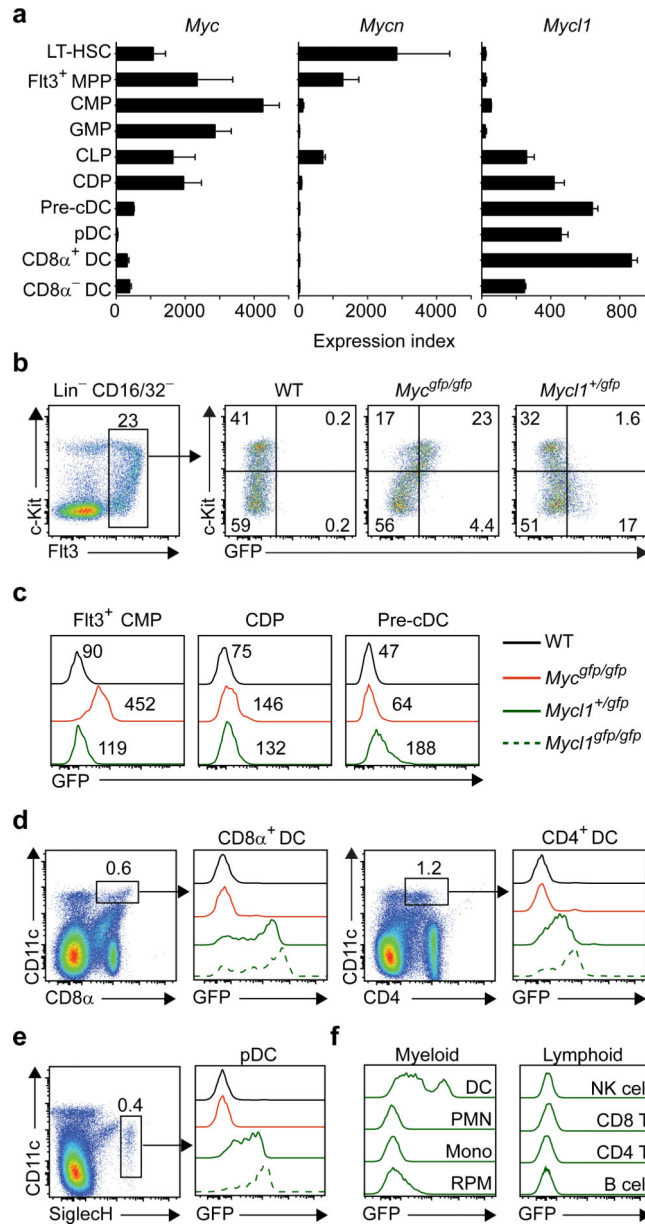 a
Myc Mycn Mycl1
LT-HSC
Flt3+ MPP
CMP
GMP
CLP
CDP
Pre-cDC
pDC
CD8α+ DC
CD8α− DC
0 2000 4000 0 2000 4000 0 400 800
Expression index
b
Lin− CD16/32− WT Mycgfp/gfp Mycl1+/gfp
23 41 0.2 17 23 32 1.6
c-Kit c-Kit
59 0.2 56 4.4 51 17
Flt3 GFP
c
Flt3+ CMP CDP Pre-cDC
90 75 47 WT
452 146 64 Mycgfp/gfp
119 132 188 Mycl1+/gfp
Mycl1gfp/gfp
GFP
d
CD8α+ DC CD4+ DC
0.6 1.2
CD11c CD11c
CD8α GFP CD4 GFP
e f
pDC Myeloid Lymphoid
0.4 DC NK cel
PMN CD8 T
CD11c Mono CD4 T
RPM B cel
SiglecH GFP GFP GFP